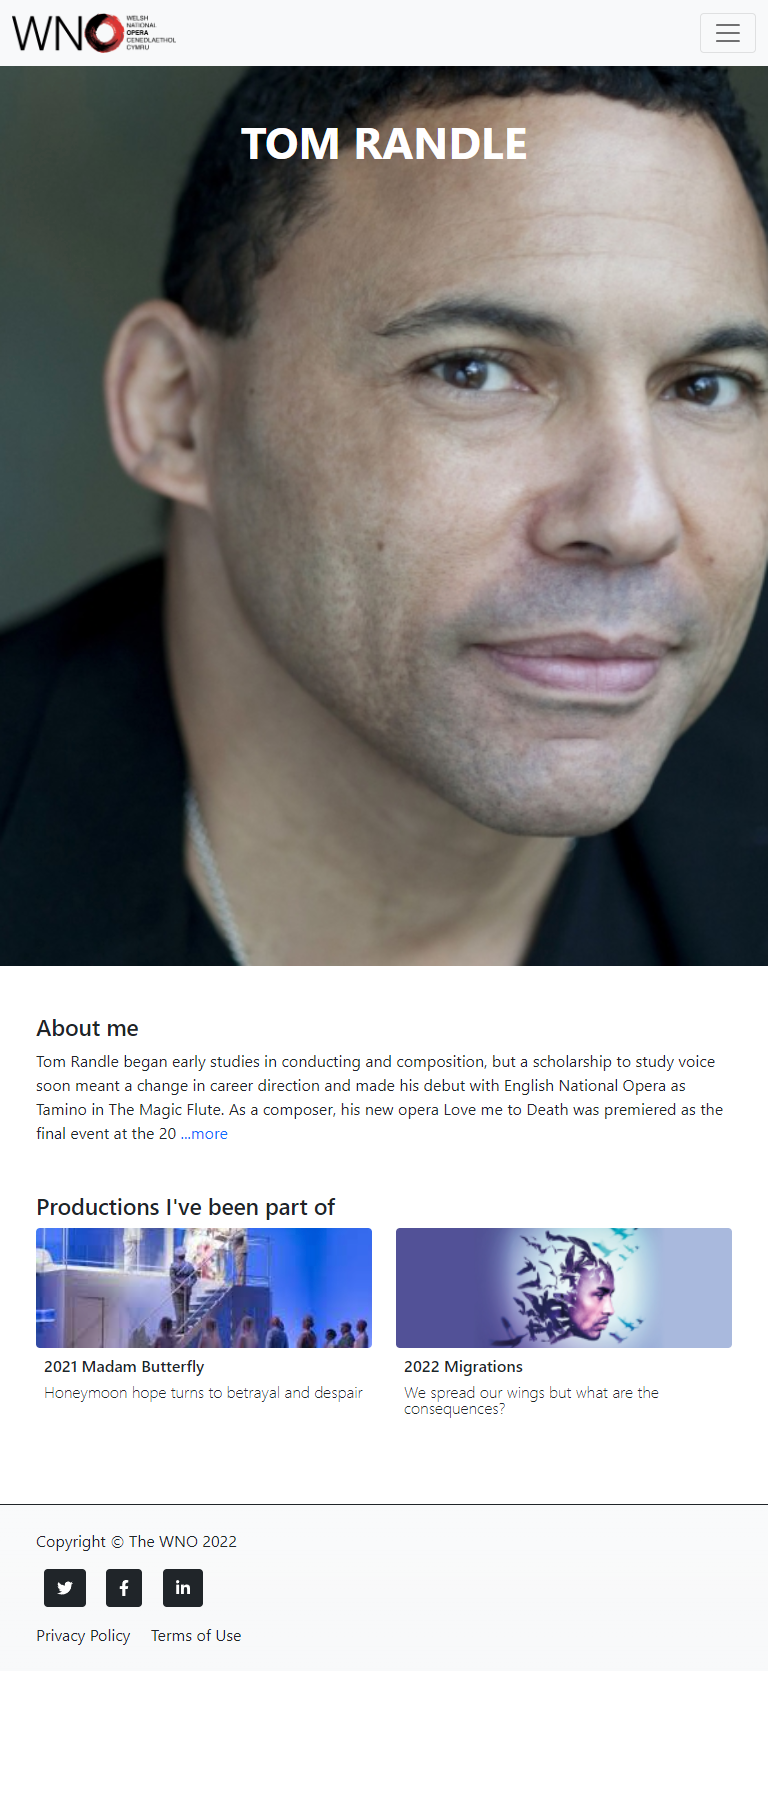 WNO
WELSH
NATIONAL
OPERA
CENEDLAETHOL
CYMRU
TOM RANDLE
About me
Tom Randle began early studies in conducting and composition, but a scholarship to study voice
soon meant a change in career direction and made his debut with English National Opera as
Tamino in The Magic Flute. As a composer, his new opera Love me to Death was premiered as the
final event at the 20 ...more
Productions I've been part of
2021 Madam Butterfly
Honeymoon hope turns to betrayal and despair
2022 Migrations
We spread our wings but what are the
consequences?
Copyright © The WNO 2022
Privacy Policy Terms of Use